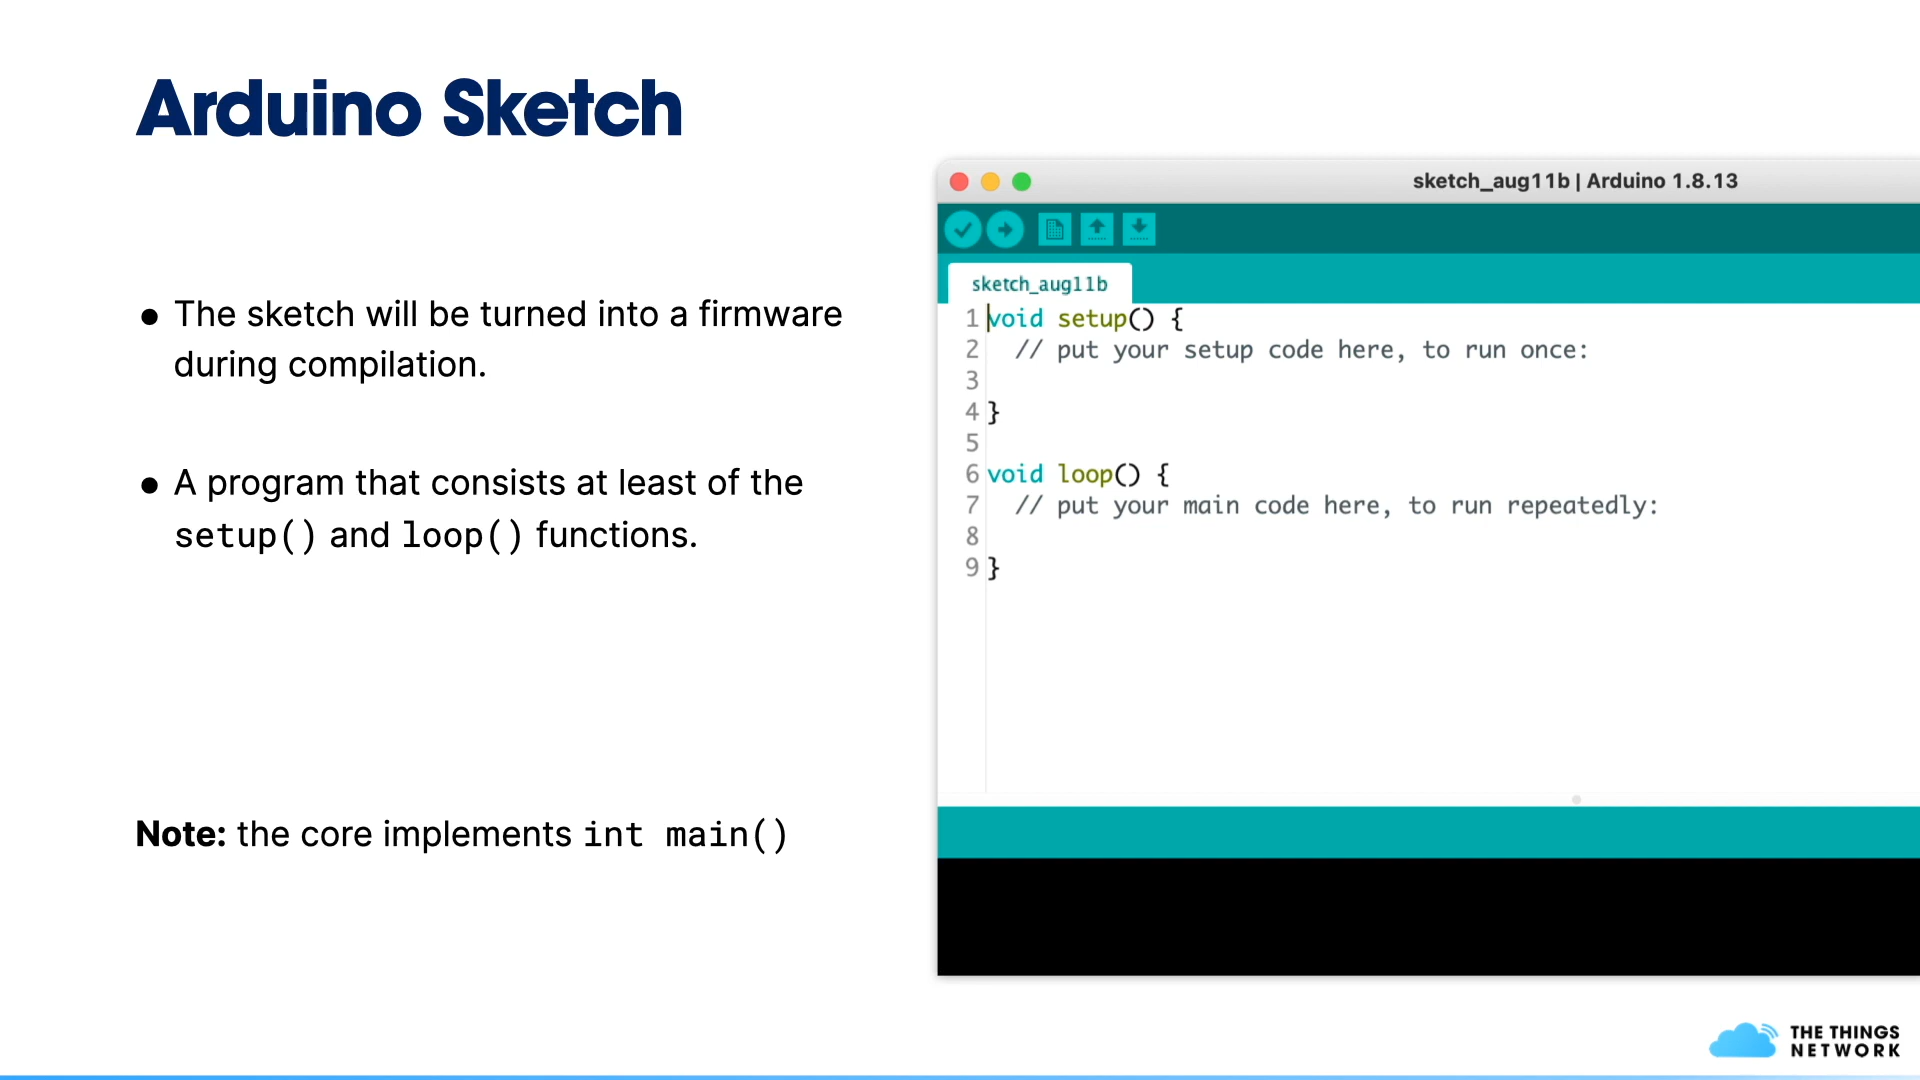 Arduino Sketch
● The sketch will be turned into a firmware
during compilation.
● A program that consists at least of the
setup() and loop() functions.
Note: the core implements int main()
sketch_aug11b | Arduino 1.8.13
sketch_aug11b
1 void setup() {
2   // put your setup code here, to run once:
3
4 }
5
6 void loop() {
7   // put your main code here, to run repeatedly:
8
9 }
THE THINGS
NETWORK